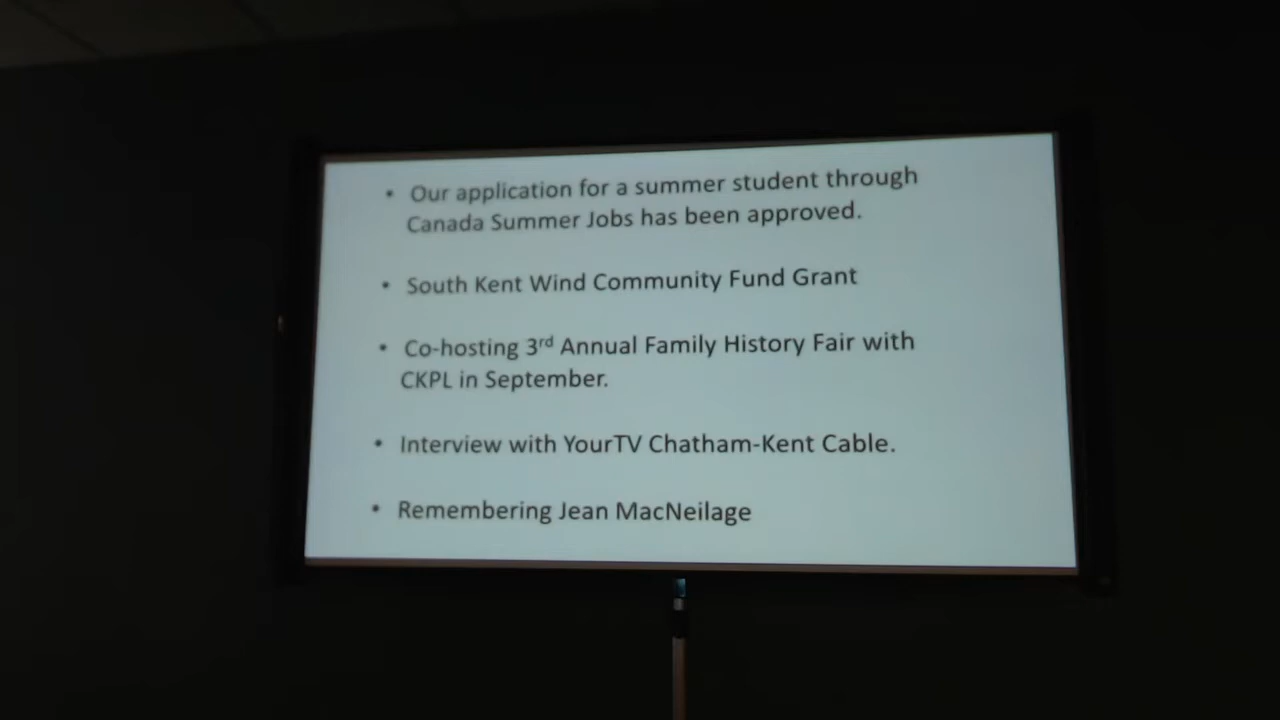 • Our application for a summer student through
Canada Summer Jobs has been approved.
• South Kent Wind Community Fund Grant
• Co-hosting 3rd Annual Family History Fair with
CKPL in September.
• Interview with YourTV Chatham-Kent Cable.
• Remembering Jean MacNeilage